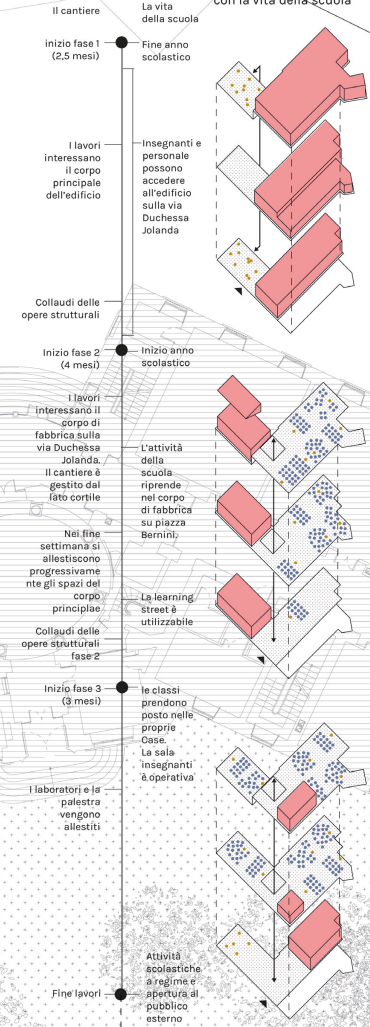 con la vita della scuola
Il cantiere
La vita
della scuola
inizio fase 1
(2,5 mesi)
Fine anno
scolastico
I lavori
interessano
il corpo
principale
dell'edificio
Insegnanti e
personale
possono
accedere
all'edificio
sulla via
Duchessa
Jolanda
Collaudi delle
opere strutturali
Inizio fase 2
(4 mesi)
Inizio anno
scolastico
I lavori
interessano il
corpo di
fabbrica sulla
via Duchessa
Jolanda.
Il cantiere è
gestito dal
lato cortile
L'attività
della
scuola
riprende
nel corpo
di fabbrica
su piazza
Bernini.
Nei fine
settimana si
allestiscono
progressivame
nte gli spazi del
corpo
principlae
La learning
street è
utilizzabile
Collaudi delle
opere strutturali
fase 2
Inizio fase 3
(3 mesi)
le classi
prendono
posto nelle
proprie
Case.
La sala
insegnanti
è operativa
I laboratori e la
palestra
vengono
allestiti
Attività
scolastiche
a regime e
apertura al
pubblico
esterno
Fine lavori